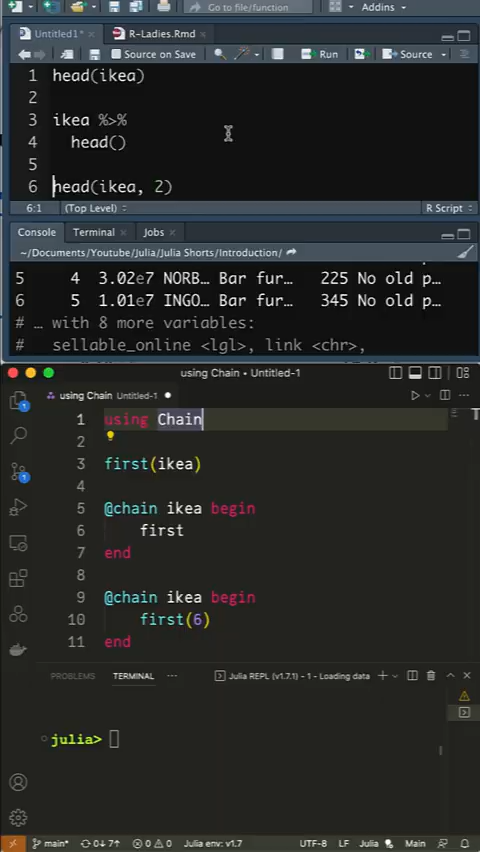 Go to file/function
Addins
Untitled1* ×
R-Ladies.Rmd ×
Source on Save
Run
Source
1 head(ikea)
2
3 ikea %>%
4 head()
5
6 head(ikea, 2)
6:1 (Top Level)
R Script
Console
Terminal ×
Jobs ×
~/Documents/Youtube/Julia/Julia Shorts/Introduction/
5 4 3.02e7 NORB… Bar fur… 225 No old p…
6 5 1.01e7 INGO… Bar fur… 345 No old p…
# … with 8 more variables:
# sellable_online <lgl>, link <chr>,
using Chain • Untitled-1
using Chain Untitled-1 ●
1 using Chain
2
3 first(ikea)
4
5 @chain ikea begin
6 first
7 end
8
9 @chain ikea begin
10 first(6)
11 end
PROBLEMS
TERMINAL
···
Julia REPL (v1.7.1) - 1 - Loading data
julia>
main*
0↓ 7↑
0
0
Julia env: v1.7
UTF-8
LF
Julia
Main